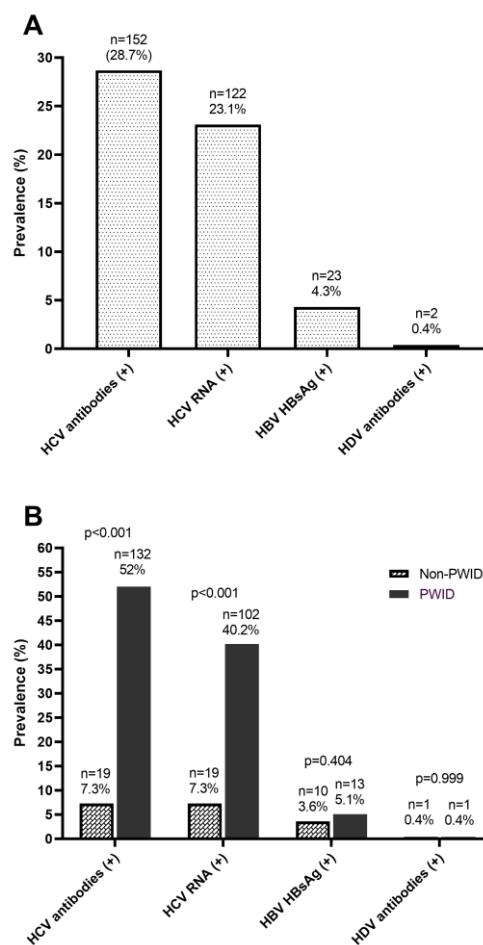 A
n=152
(28.7%)
n=122
23.1%
n=23
4.3%
n=2
0.4%
Prevalence (%)
30
25
20
15
10
5
0
HCV antibodies (+)
HCV RNA (+)
HBV HBsAg (+)
HDV antibodies (+)
B
p<0.001
n=132
52%
p<0.001
n=102
40.2%
Non-PWID
PWID
p=0.404
p=0.999
n=19
7.3%
n=19
7.3%
n=10
3.6%
n=13
5.1%
n=1
0.4%
n=1
0.4%
Prevalence (%)
60
55
50
45
40
35
30
25
20
15
10
5
0
HCV antibodies (+)
HCV RNA (+)
HBV HBsAg (+)
HDV antibodies (+)